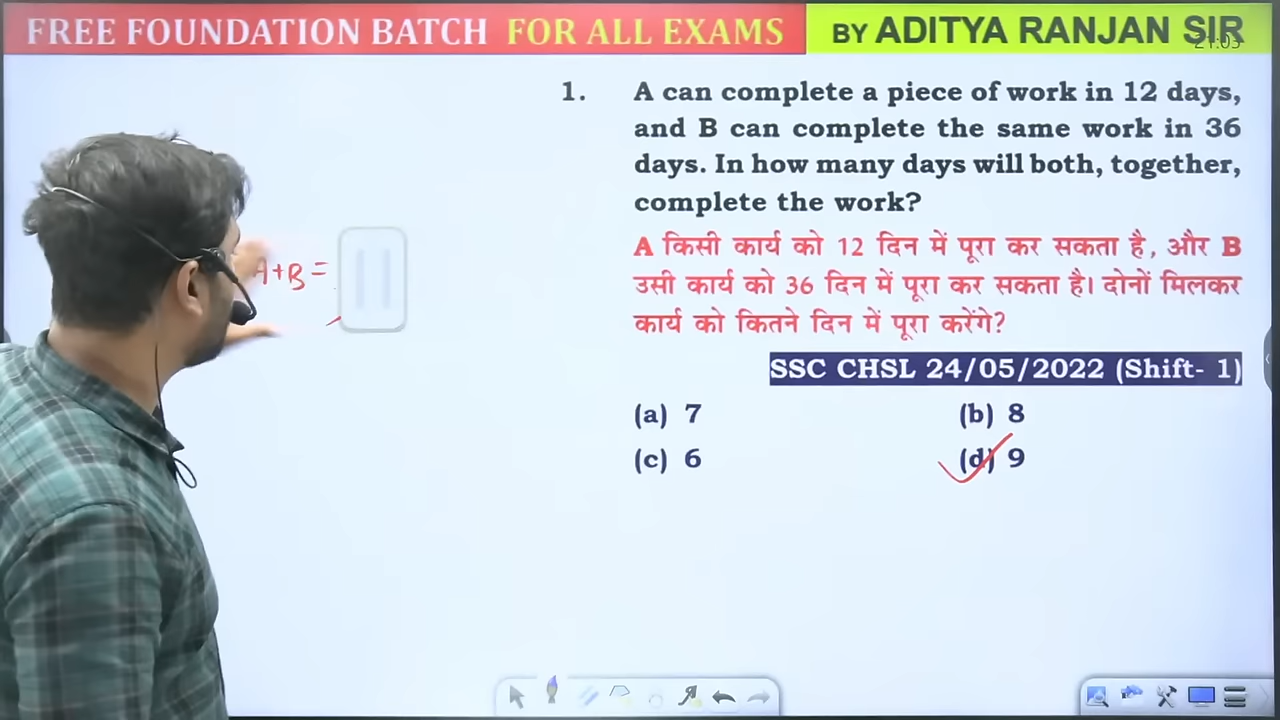 FREE FOUNDATION BATCH FOR ALL EXAMS
BY ADITYA RANJAN SIR
21:03
1. A can complete a piece of work in 12 days,
and B can complete the same work in 36
days. In how many days will both, together,
complete the work?
A किसी कार्य को 12 दिन में पूरा कर सकता है, और B
उसी कार्य को 36 दिन में पूरा कर सकता है। दोनों मिलकर
कार्य को कितने दिन में पूरा करेंगे?
SSC CHSL 24/05/2022 (Shift- 1)
(a) 7 (b) 8
(c) 6 (d) 9
A+B =